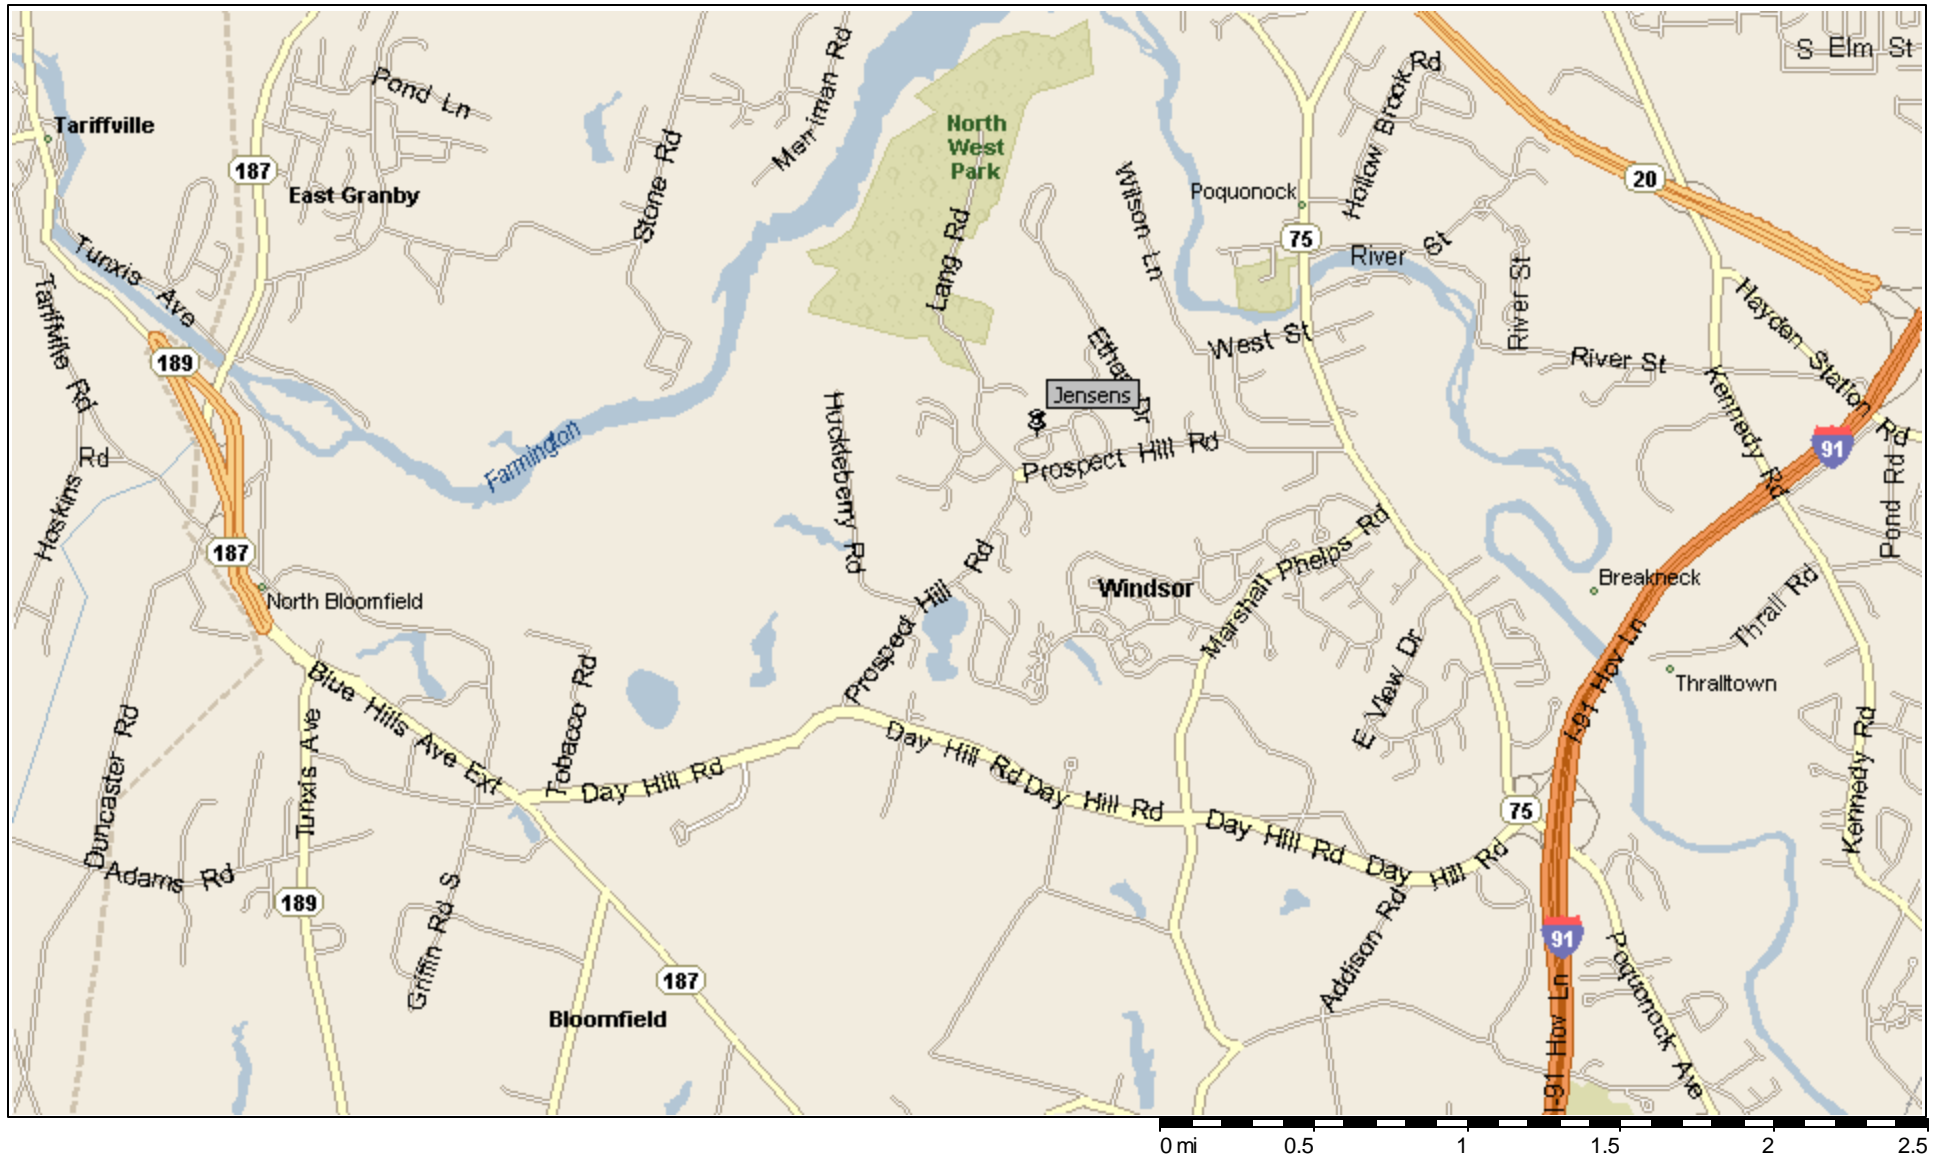 S Elm St
Hollow Brook Rd
Merriman Rd
Pond Ln
Tariffville
North
West
Park
187
Stone Rd
20
East Granby
Wilson Ln
Poquonock
75
River St
River
Lang Rd
Tunxis Ave
River St
Hayden Station Rd
Tariffville Rd
189
West St
River St
Ethan Dr
Jensens
Kennedy Rd
Huckleberry Rd
91
Farmington
Prospect Hill Rd
Rd
Pond Rd
Hoskins
187
Marshall Phelps Rd
Breakneck
Windsor
North Bloomfield
Thrall Rd
Prospect Hill Rd
I-91 Hov Ln
Thralltown
E View Dr
Blue Hills Ave Ext
Tobacco Rd
Duncaster Rd
Tunxis Ave
Day Hill Rd
Day Hill Rd
Day Hill Rd
Kennedy Rd
75
Day Hill Rd
Day Hill Rd
Adams Rd
189
Griffin Rd S
Addison Rd
91
187
Poquonock Ave
Bloomfield
I-91 Hov Ln
0 mi 0.5 1 1.5 2 2.5